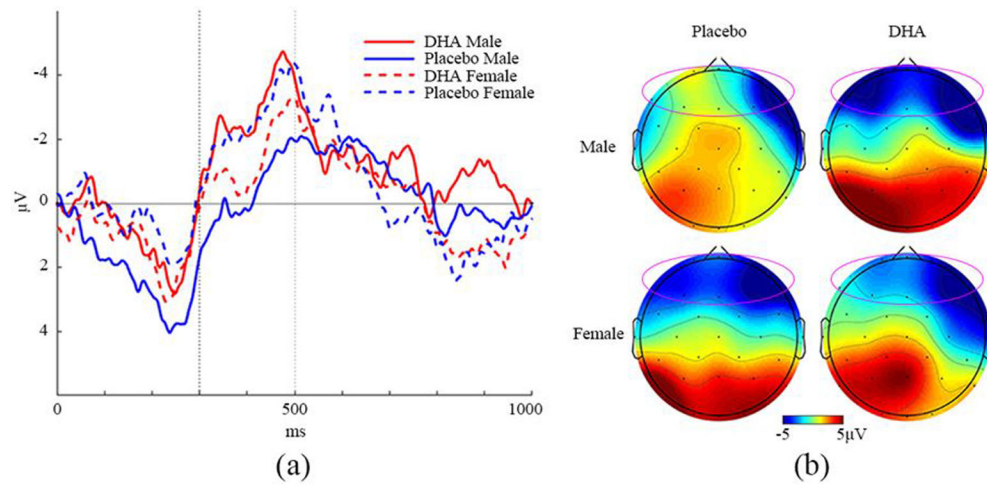 -4
-2
0
2
4
µV
0
500
1000
ms
DHA Male
Placebo Male
DHA Female
Placebo Female
(a)
Placebo
DHA
Male
Female
-5
5µV
(b)